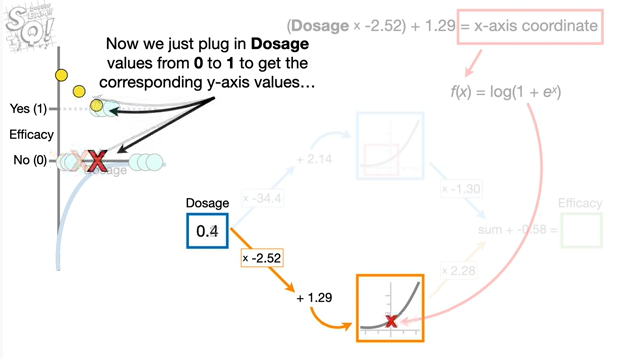 SQ!
(Dosage x -2.52) + 1.29 = x-axis coordinate
Now we just plug in Dosage
values from 0 to 1 to get the
corresponding y-axis values…
f(x) = log(1 + eˣ)
Yes (1)
Efficacy
No (0)
Dosage
+ 2.14
x -34.4
x -1.30
Dosage
Efficacy
0.4
sum + -0.58 =
x -2.52
x 2.28
+ 1.29